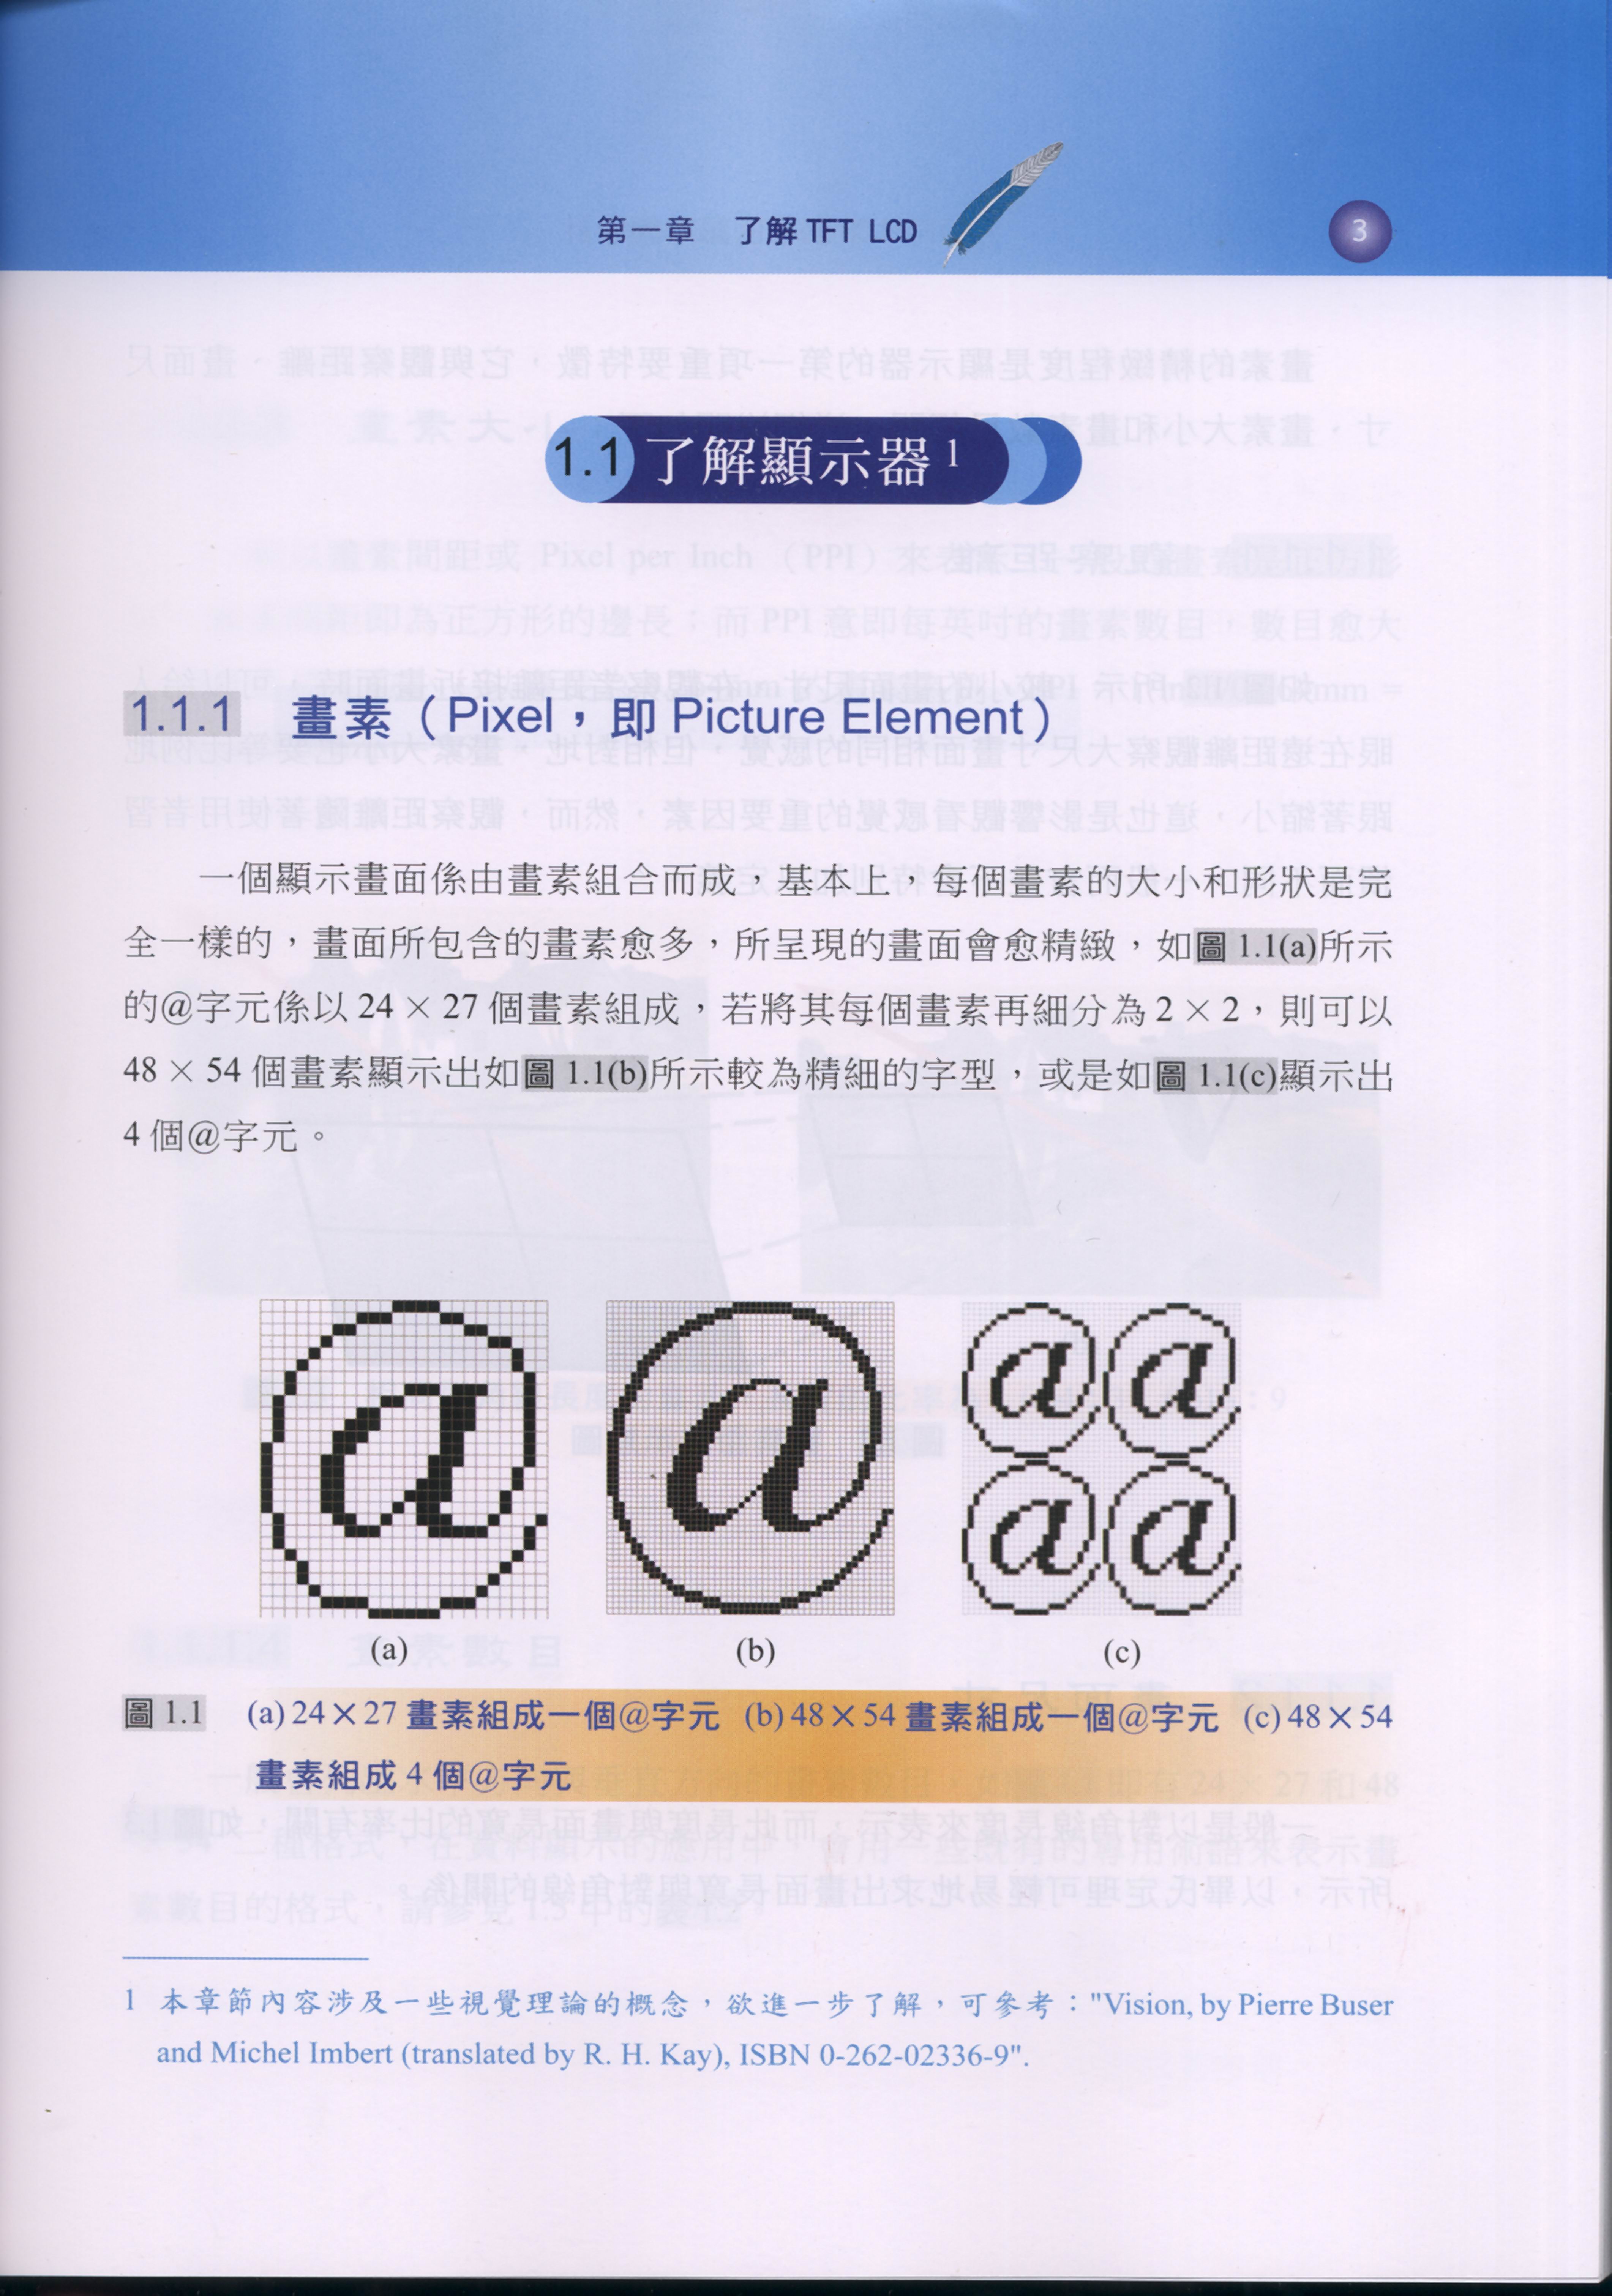 第一章 了解 TFT LCD
3
1.1 了解顯示器 1
1.1.1 畫素（Pixel，即 Picture Element）
一個顯示畫面係由畫素組合而成，基本上，每個畫素的大小和形狀是完
全一樣的，畫面所包含的畫素愈多，所呈現的畫面會愈精緻，如圖 1.1(a)所示
的@字元係以 24 × 27 個畫素組成，若將其每個畫素再細分為 2 × 2，則可以
48 × 54 個畫素顯示出如圖 1.1(b)所示較為精細的字型，或是如圖 1.1(c)顯示出
4 個@字元。
(a) (b) (c)
圖 1.1 (a) 24 × 27 畫素組成一個@字元 (b) 48 × 54 畫素組成一個@字元 (c) 48 × 54
畫素組成 4 個@字元
1 本章節內容涉及一些視覺理論的概念，欲進一步了解，可參考："Vision, by Pierre Buser
and Michel Imbert (translated by R. H. Kay), ISBN 0-262-02336-9".